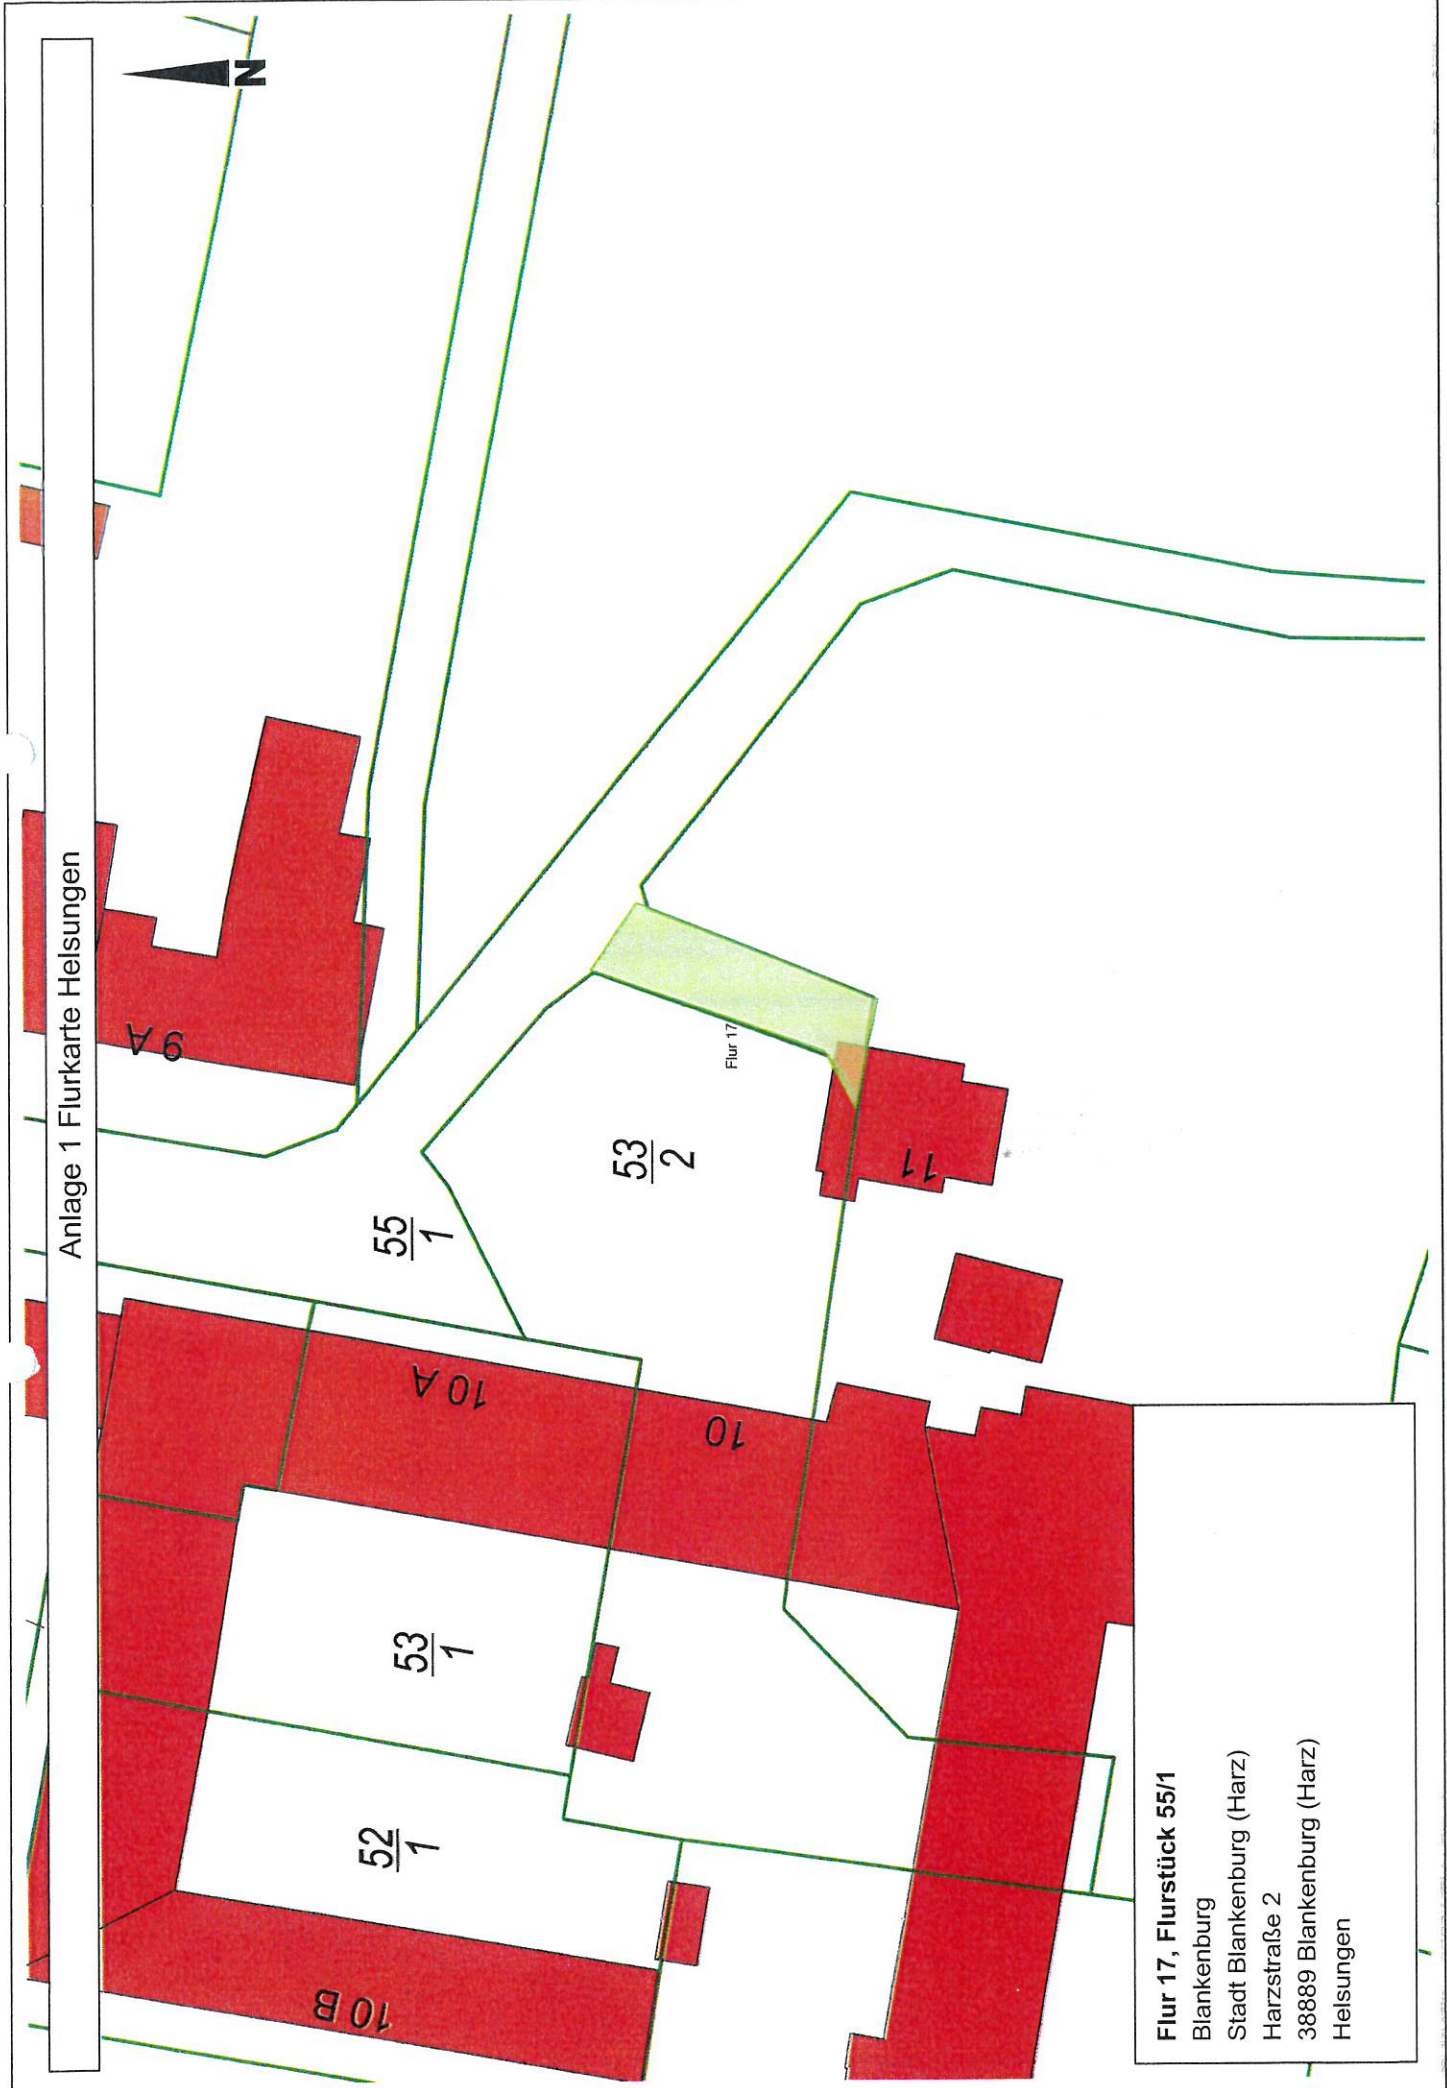 Anlage 1 Flurkarte Helsungen
N
9 A
55
1
53
2
Flur 17
11
10 A
10
53
1
52
1
10 B
Flur 17, Flurstück 55/1
Blankenburg
Stadt Blankenburg (Harz)
Harzstraße 2
38889 Blankenburg (Harz)
Helsungen